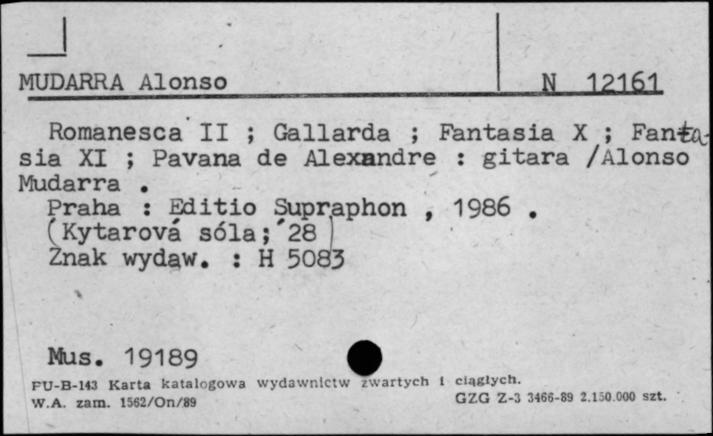 MUDARRA Alonso N 12161
Romanesca II ; Gallarda ; Fantasia X ; Fanta-
sia XI ; Pavana de Alexandre : gitara /Alonso
Mudarra .
Praha : Editio Supraphon , 1986 .
(Kytarová sóla; 28)
Znak wydaw. : H 5083
Mus. 19189
PU-B-143 Karta katalogowa wydawnictw zwartych i ciągłych.
W.A. zam. 1562/On/89 GZG Z-3 3466-89 2.150.000 szt.